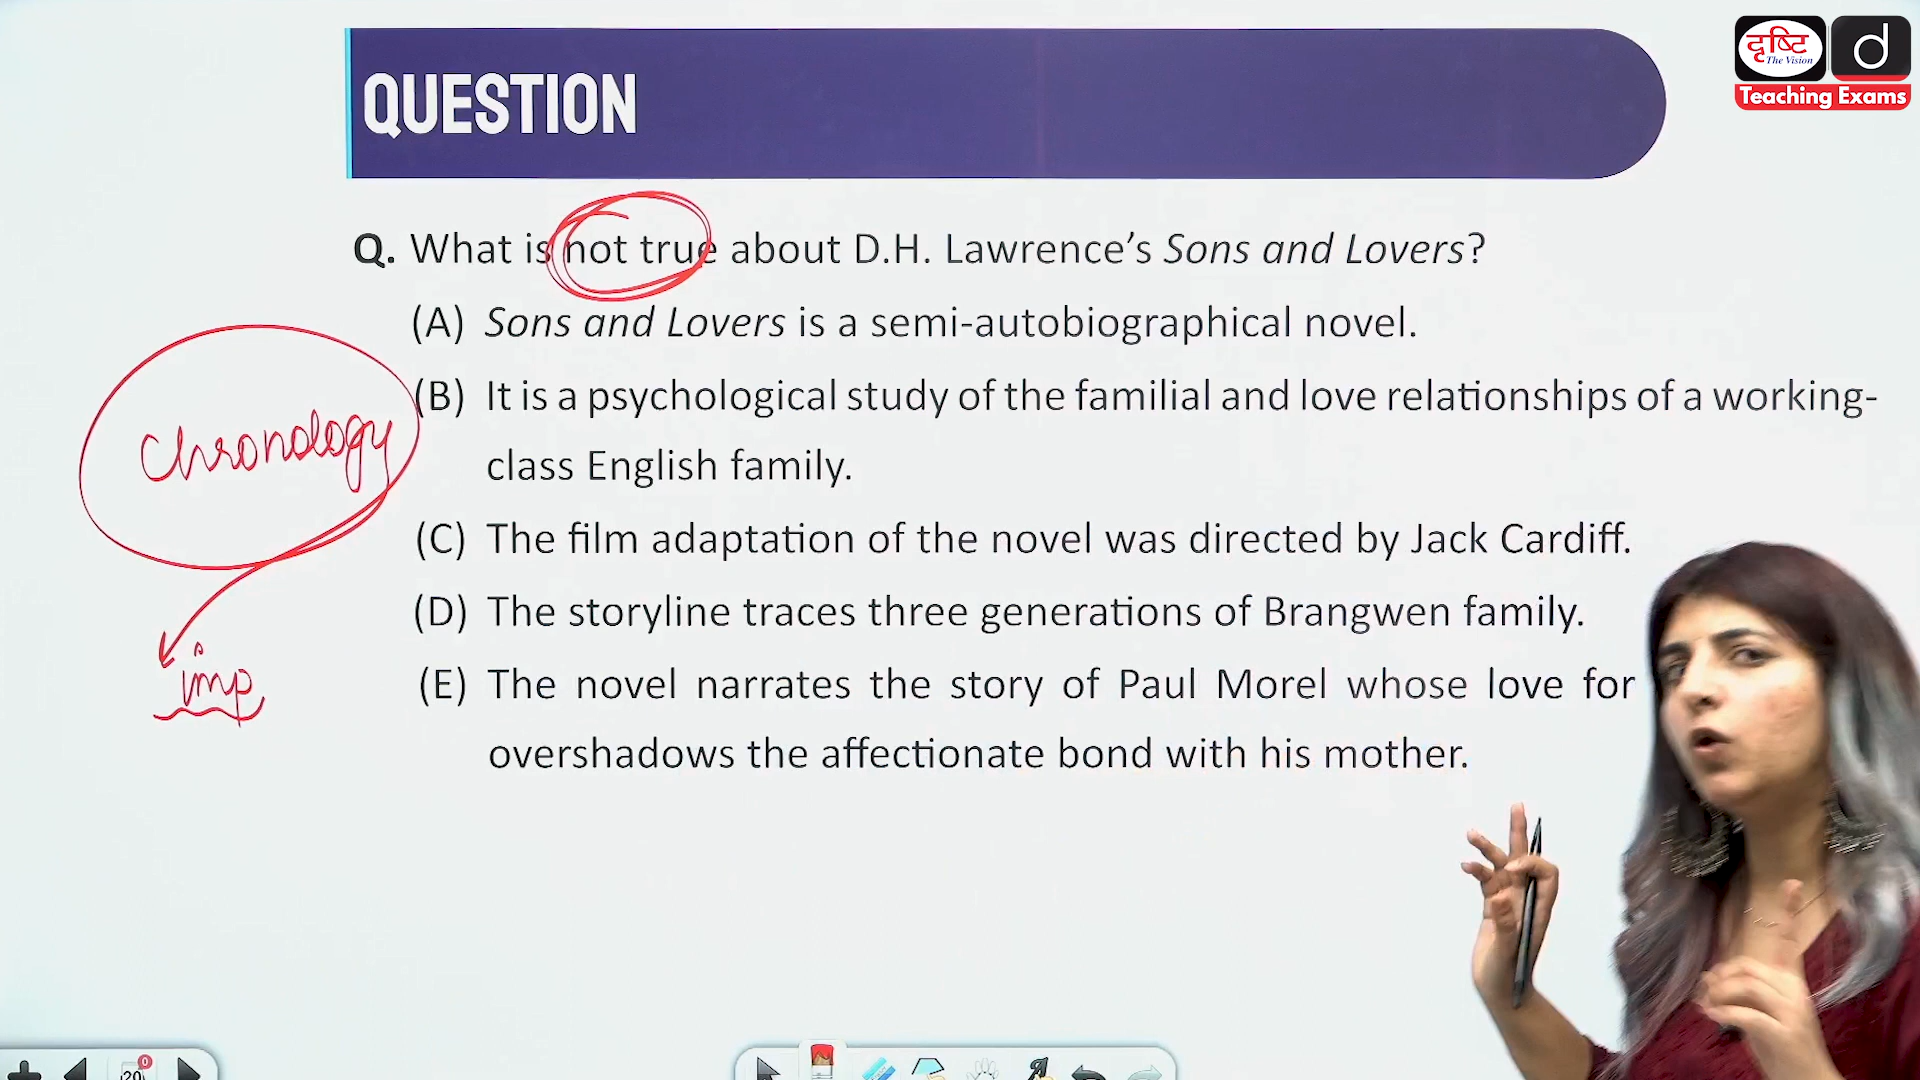 दृष्टि
The Vision
d
Teaching Exams
QUESTION
Q. What is not true about D.H. Lawrence’s Sons and Lovers?
(A) Sons and Lovers is a semi-autobiographical novel.
(B) It is a psychological study of the familial and love relationships of a working-
class English family.
(C) The film adaptation of the novel was directed by Jack Cardiff.
(D) The storyline traces three generations of Brangwen family.
(E) The novel narrates the story of Paul Morel whose love for
overshadows the affectionate bond with his mother.
Chronology
imp
20
0